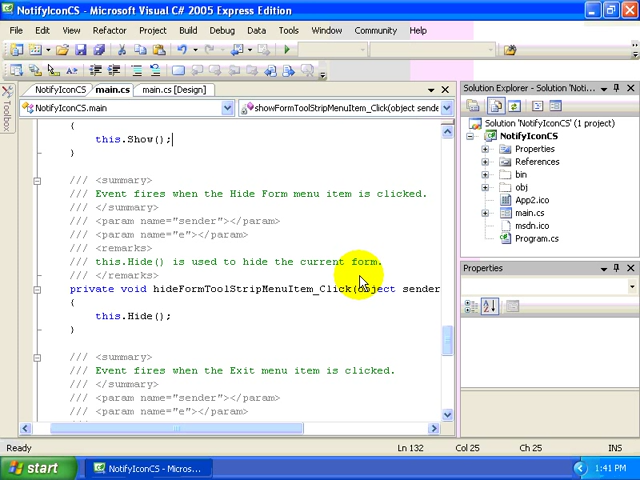 NotifyIconCS - Microsoft Visual C# 2005 Express Edition
File Edit View Refactor Project Build Debug Data Tools Window Community Help
NotifyIconCS main.cs main.cs [Design]
NotifyIconCS.main showFormToolStripMenuItem_Click(object sende
{
this.Show();
}
/// <summary>
/// Event fires when the Hide Form menu item is clicked.
/// </summary>
/// <param name="sender"></param>
/// <param name="e"></param>
/// <remarks>
/// this.Hide() is used to hide the current form.
/// </remarks>
private void hideFormToolStripMenuItem_Click(object sender
{
this.Hide();
}
/// <summary>
/// Event fires when the Exit menu item is clicked.
/// </summary>
/// <param name="sender"></param>
/// <param name="e"></param>
Toolbox
Solution Explorer - Solution 'Noti...
Solution 'NotifyIconCS' (1 project)
NotifyIconCS
Properties
References
bin
obj
App2.ico
main.cs
msdn.ico
Program.cs
Properties
Ready Ln 132 Col 25 Ch 25 INS
start NotifyIconCS - Micros... 1:41 PM